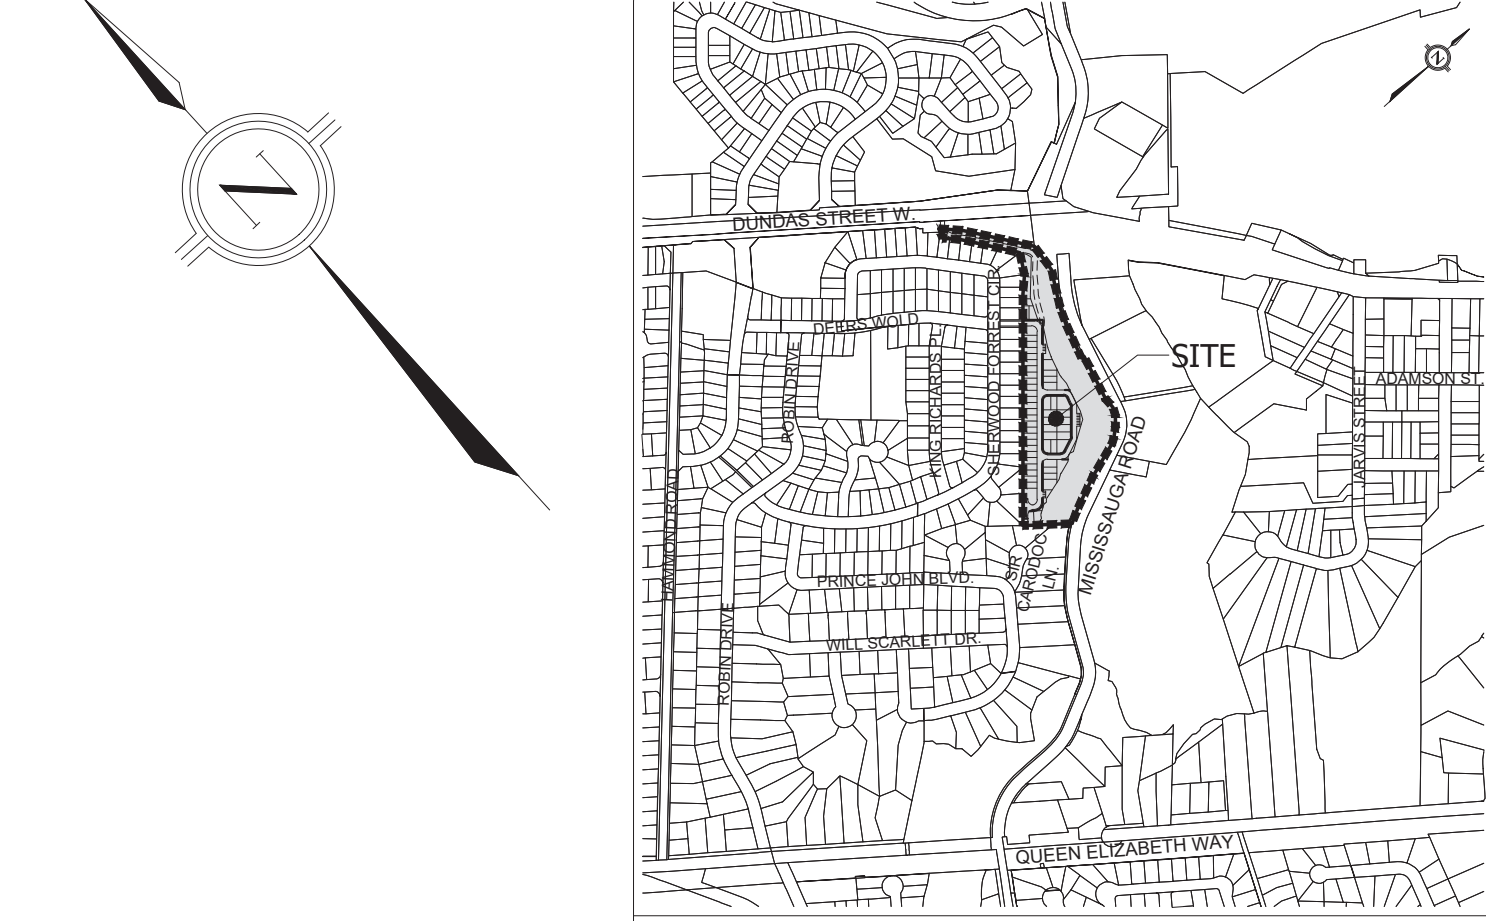 N
N
DUNDAS STREET W.
DEERS WOLD
ROBIN DRIVE
KING RICHARDS PL.
SHERWOOD FORREST CIR.
SITE
ADAMSON ST.
JARVIS STREET
MISSISSAUGA ROAD
HAMMOND ROAD
SIR
CARODOC
LN.
PRINCE JOHN BLVD.
WILL SCARLETT DR.
ROBIN DRIVE
QUEEN ELIZABETH WAY